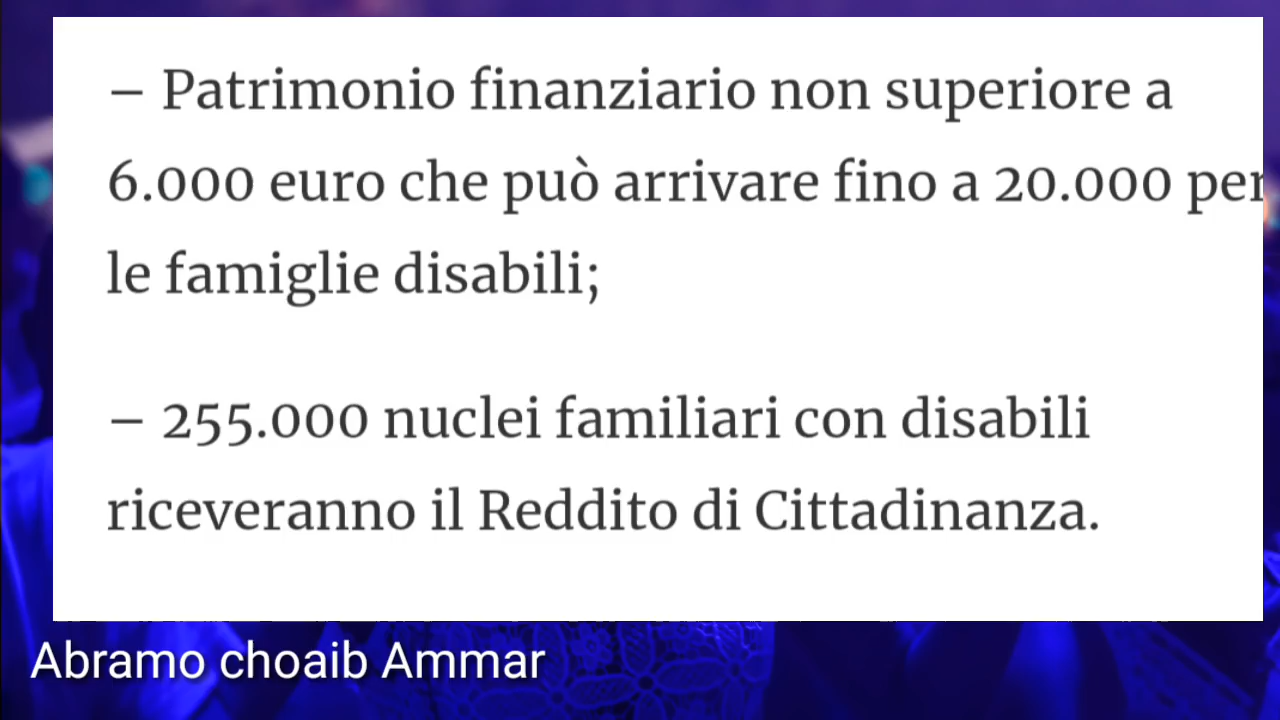 – Patrimonio finanziario non superiore a
6.000 euro che può arrivare fino a 20.000 per
le famiglie disabili;
– 255.000 nuclei familiari con disabili
riceveranno il Reddito di Cittadinanza.
Abramo choaib Ammar